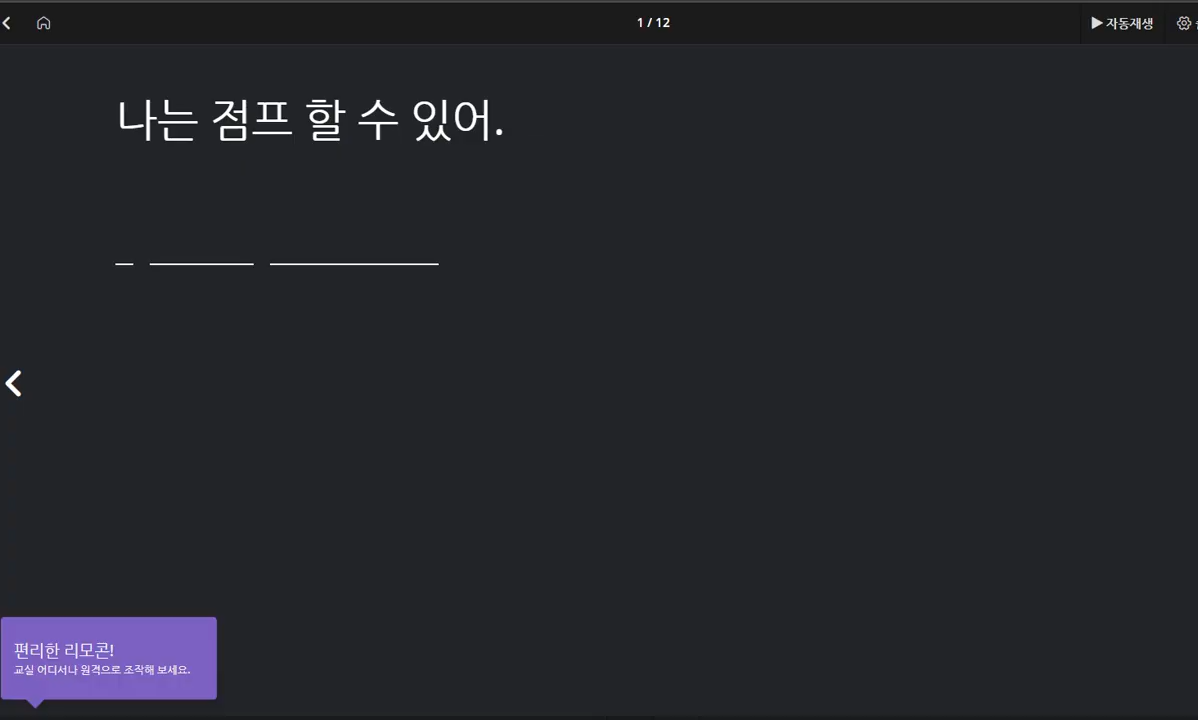 1 / 12
자동재생
나는 점프 할 수 있어.
편리한 리모콘!
교실 어디서나 원격으로 조작해 보세요.